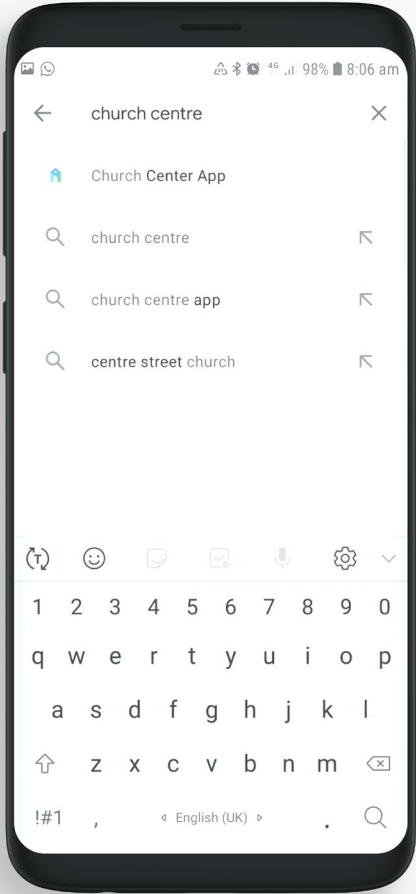 4G 98% 8:06 am
church centre
Church Center App
church centre
church centre app
centre street church
T
1 2 3 4 5 6 7 8 9 0
q w e r t y u i o p
a s d f g h j k l
z x c v b n m
!#1 , English (UK) .